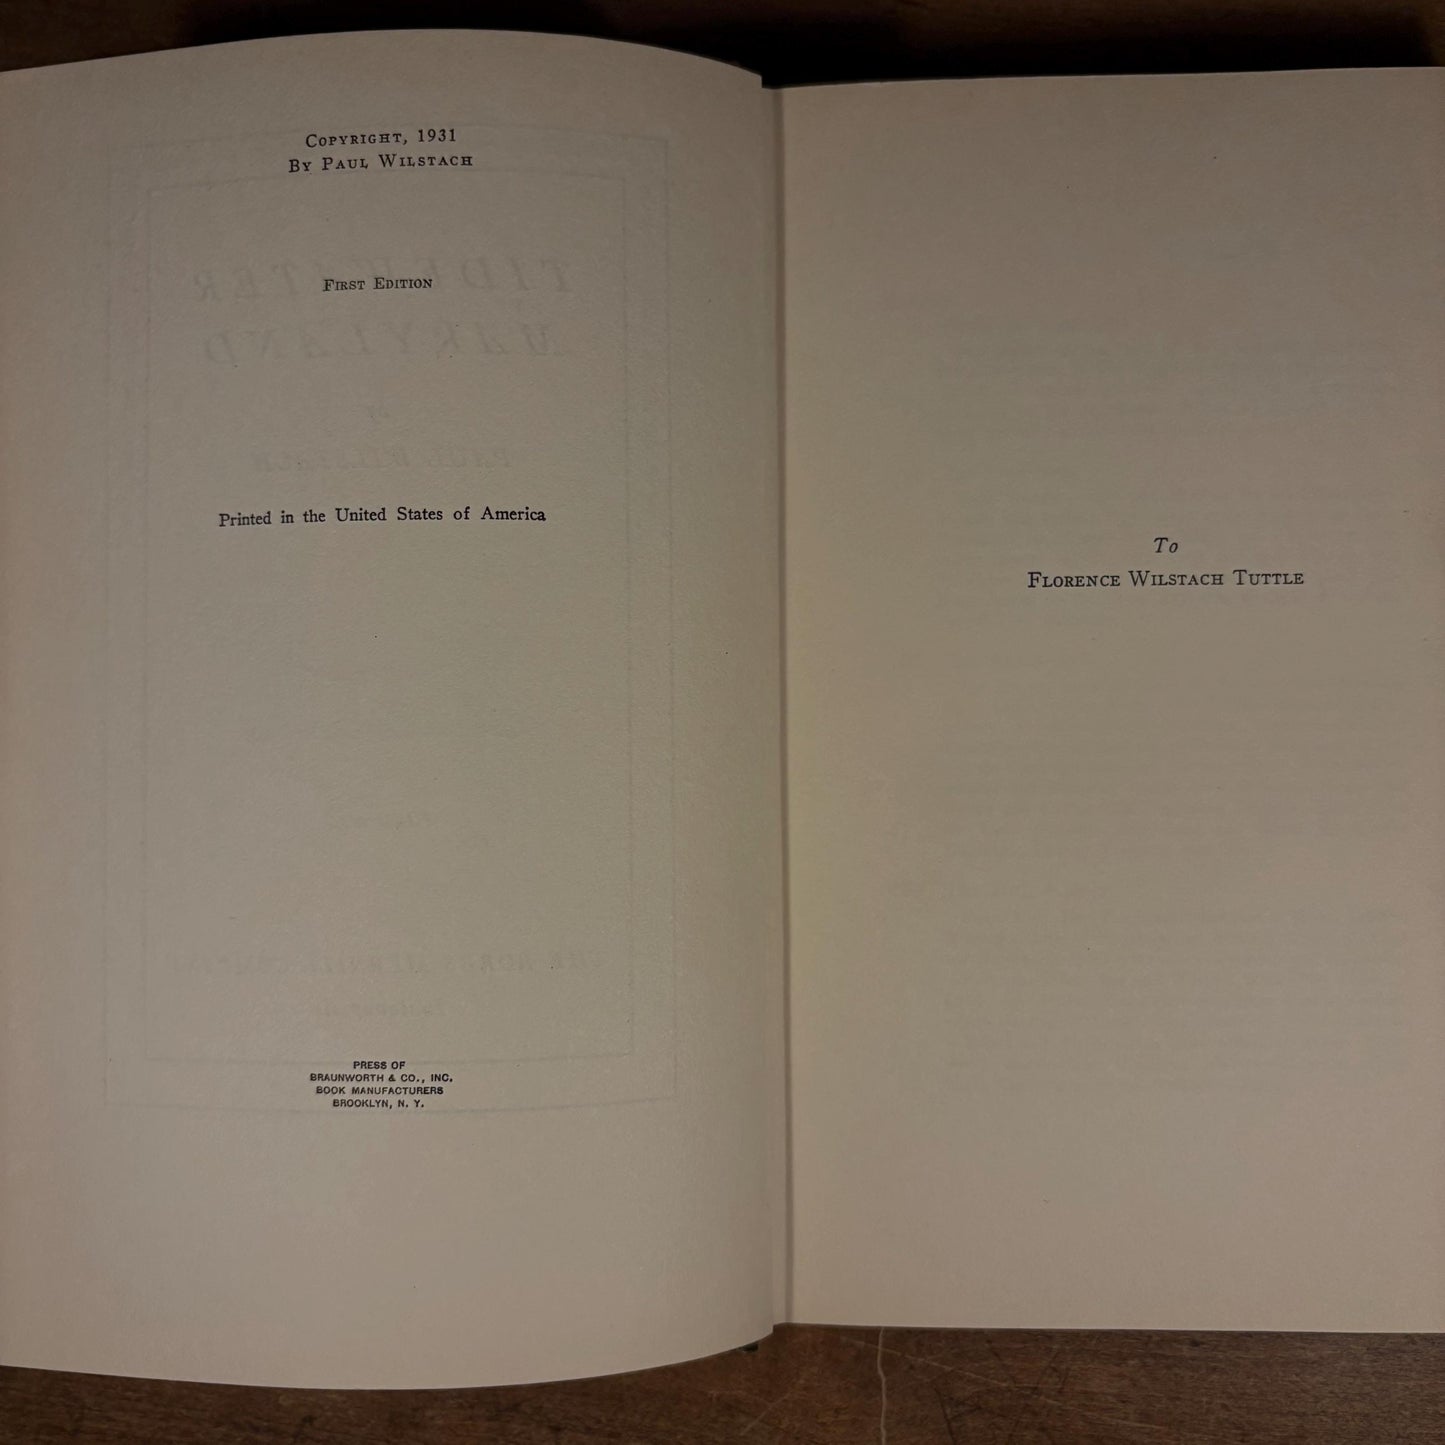 COPYRIGHT, 1931
BY PAUL WILSTACH
FIRST EDITION
Printed in the United States of America
PRESS OF
BRAUNWORTH & CO., INC.
BOOK MANUFACTURERS
BROOKLYN, N. Y.
To
FLORENCE WILSTACH TUTTLE